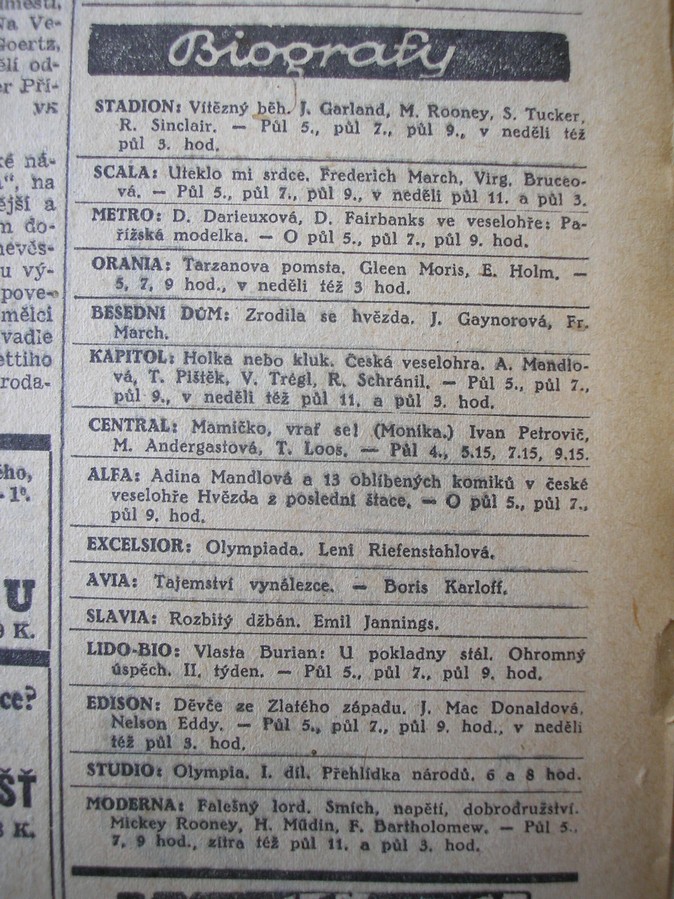 Na Ve-
Goertz,
vk
Biografy
STADION: Vítězný běh. J. Garland, M. Rooney, S. Tucker,
R. Sinclair. — Půl 5., půl 7., půl 9., v neděli též
půl 3. hod.
SCALA: Uteklo mi srdce. Frederich March, Virg. Bruceo-
vá. — Půl 5., půl 7., půl 9., v neděli půl 11. a půl 3.
METRO: D. Darieuxová, D. Fairbanks ve veselohře: Pa-
řížská modelka. — O půl 5., půl 7., půl 9. hod.
ORANIA: Tarzanova pomsta. Gleen Moris, E. Holm. —
5, 7, 9 hod., v neděli též 3 hod.
BESEDNÍ DŮM: Zrodila se hvězda. J. Gaynorová, Fr.
March.
KAPITOL: Holka nebo kluk. Česká veselohra. A. Mandlo-
vá, T. Pištěk, V. Trégl, R. Schránil. — Půl 5., půl 7.,
půl 9., v neděli též půl 11. a půl 3. hod.
CENTRAL: Mamičko, vrať se! (Monika.) Ivan Petrovič,
M. Andergastová, T. Loos. — Půl 4., 5.15, 7.15, 9.15.
ALFA: Adina Mandlová a 13 oblíbených komiků v české
veselohře Hvězda z poslední štace. — O půl 5., půl 7.,
půl 9. hod.
EXCELSIOR: Olympiada. Leni Riefenstahlová.
AVIA: Tajemství vynálezce. — Boris Karloff.
SLAVIA: Rozbitý džbán. Emil Jannings.
LIDO-BIO: Vlasta Burian: U pokladny stál. Ohromný
úspěch. II. týden. — Půl 5., půl 7., půl 9. hod.
EDISON: Děvče ze Zlatého západu. J. Mac Donaldová,
Nelson Eddy. — Půl 5., půl 7., půl 9. hod., v neděli
též půl 3. hod.
STUDIO: Olympia. I. díl. Přehlídka národů. 6 a 8 hod.
MODERNA: Falešný lord. Smích, napětí, dobrodružství.
Mickey Rooney, H. Müdin, F. Bartholomew. — Půl 5.,
7, 9 hod., zítra též půl 11. a půl 3. hod.